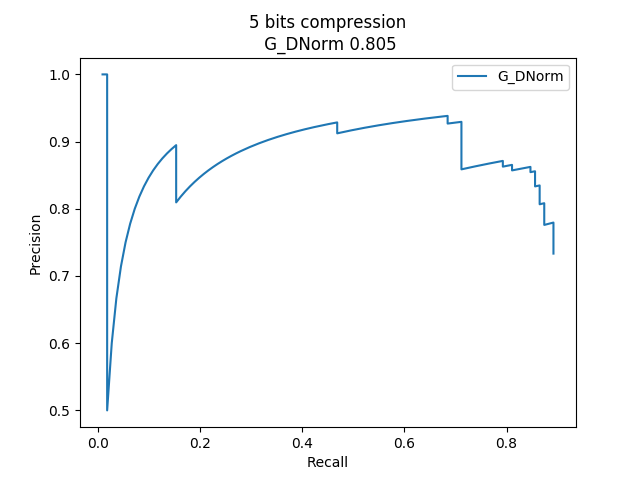 5 bits compression
G_DNorm 0.805
G_DNorm
1.0
0.9
0.8
0.7
0.6
0.5
Precision
0.0 0.2 0.4 0.6 0.8
Recall